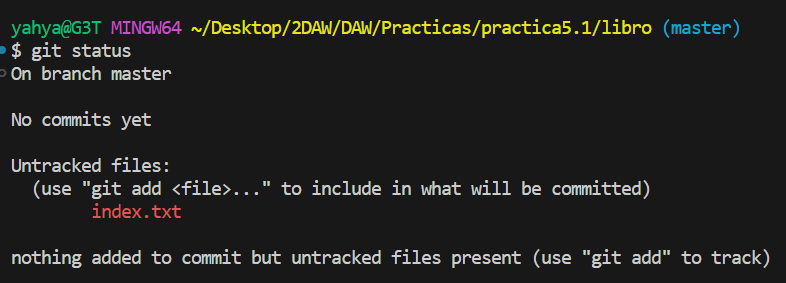 yahya@G3T MINGW64 ~/Desktop/2DAW/DAW/Practicas/practica5.1/libro (master)
$ git status
On branch master
No commits yet
Untracked files:
(use "git add <file>..." to include in what will be committed)
index.txt
nothing added to commit but untracked files present (use "git add" to track)